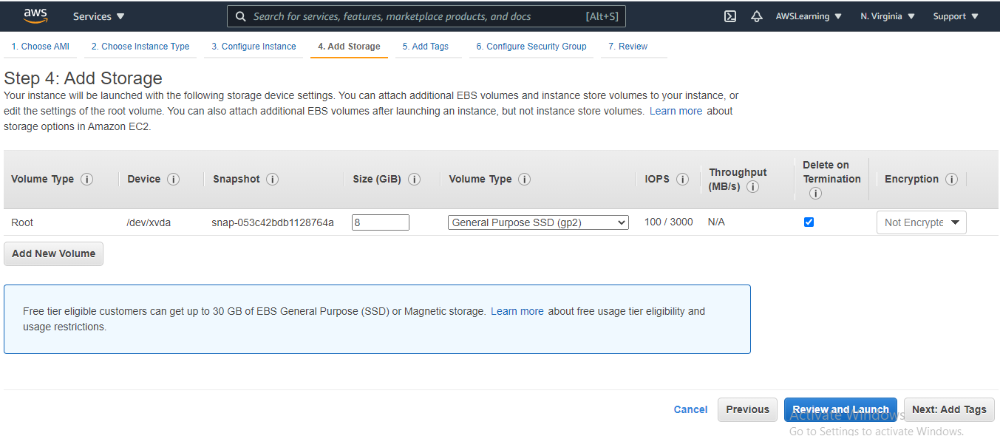 aws Services Search for services, features, marketplace products, and docs [Alt+S] AWSLearning N. Virginia Support
1. Choose AMI 2. Choose Instance Type 3. Configure Instance 4. Add Storage 5. Add Tags 6. Configure Security Group 7. Review
Step 4: Add Storage
Your instance will be launched with the following storage device settings. You can attach additional EBS volumes and instance store volumes to your instance, or
edit the settings of the root volume. You can also attach additional EBS volumes after launching an instance, but not instance store volumes. Learn more about
storage options in Amazon EC2.
Volume Type Device Snapshot Size (GiB) Volume Type IOPS Throughput (MB/s) Delete on Termination Encryption
Root /dev/xvda snap-053c42bdb1128764a 8 General Purpose SSD (gp2) 100 / 3000 N/A Not Encrypte
Add New Volume
Free tier eligible customers can get up to 30 GB of EBS General Purpose (SSD) or Magnetic storage. Learn more about free usage tier eligibility and
usage restrictions.
Cancel Previous Review and Launch Next: Add Tags
Activate Windows
Go to Settings to activate Windows.